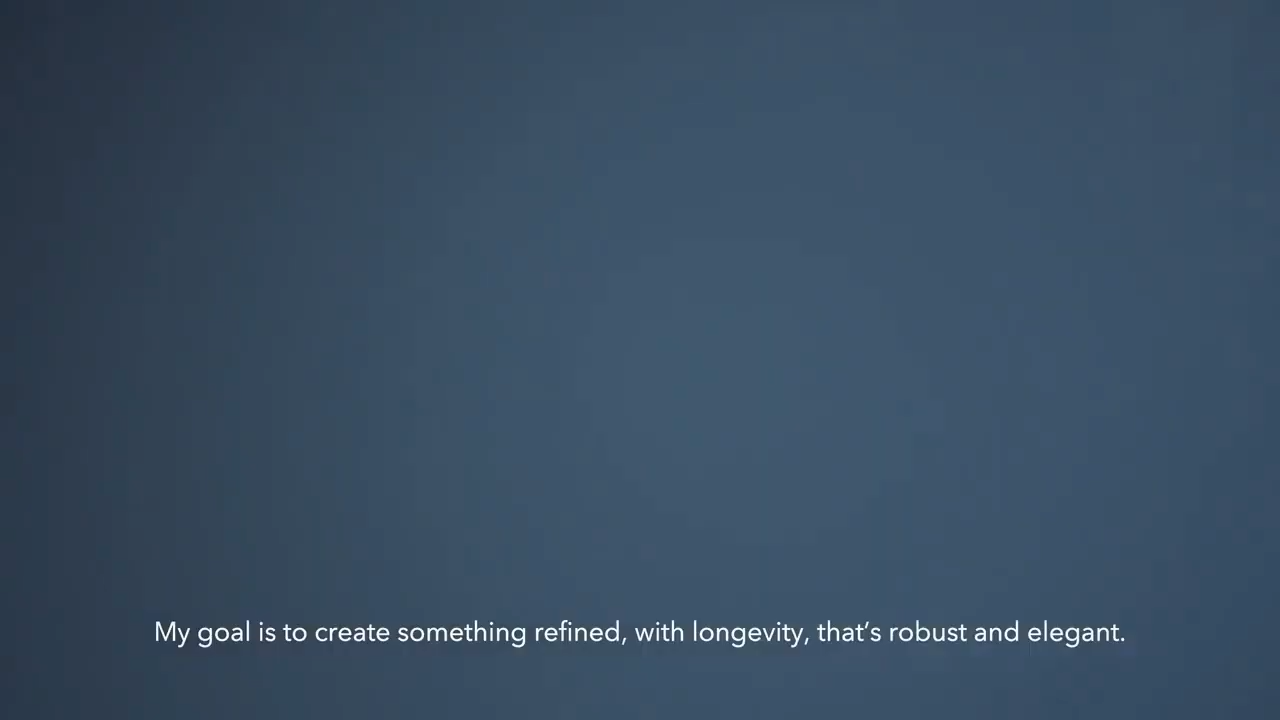 My goal is to create something refined, with longevity, that’s robust and elegant.